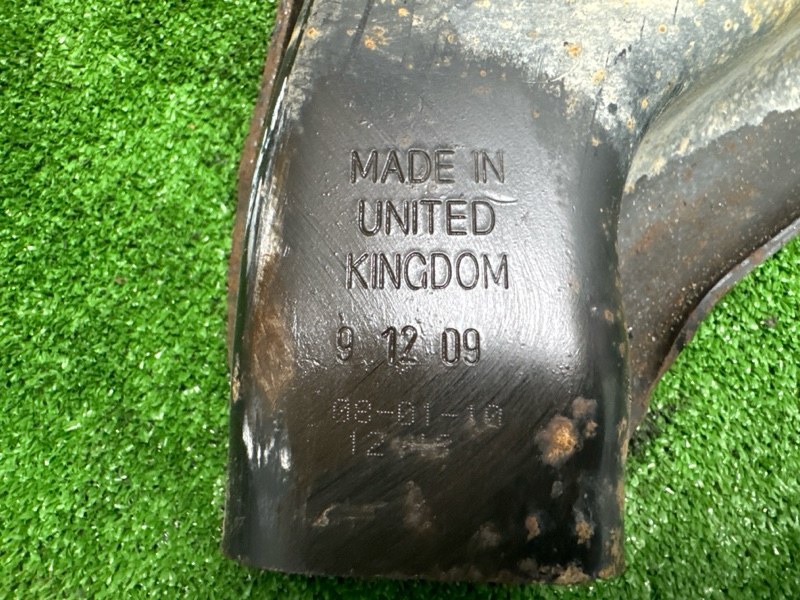 MADE IN
UNITED
KINGDOM
9 12 09
08-01-10